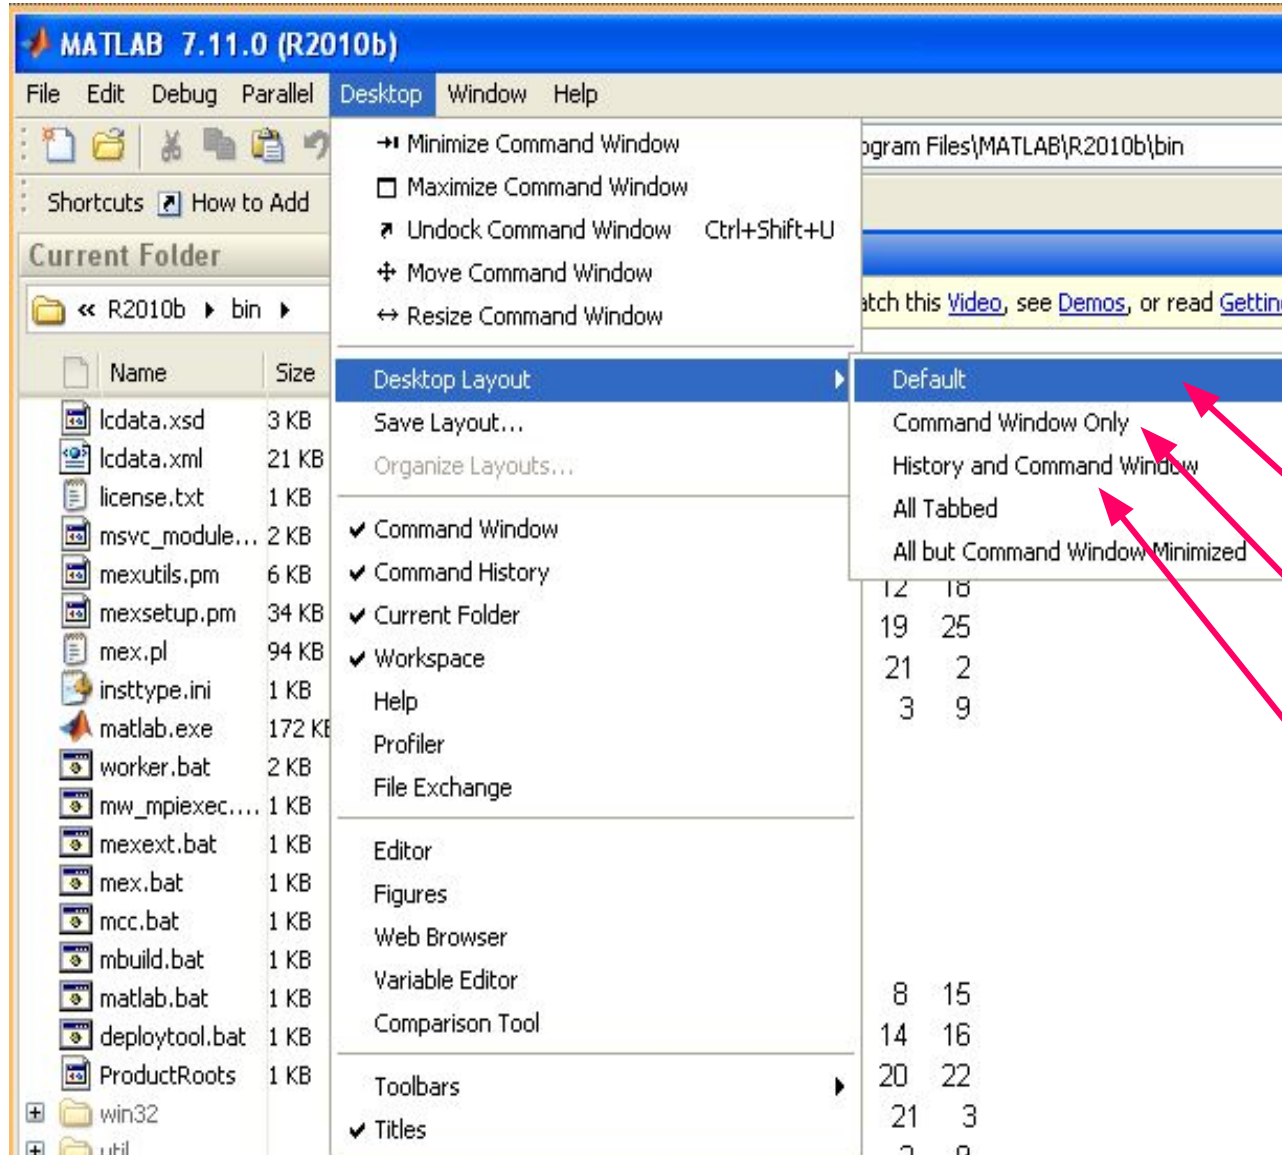 MATLAB 7.11.0 (R2010b)
File Edit Debug Parallel Desktop Window Help
ogram Files\MATLAB\R2010b\bin
Shortcuts How to Add
Current Folder
« R2010b bin
Name Size
lcdata.xsd 3 KB
lcdata.xml 21 KB
license.txt 1 KB
msvc_module... 2 KB
mexutils.pm 6 KB
mexsetup.pm 34 KB
mex.pl 94 KB
insttype.ini 1 KB
matlab.exe 172 KB
worker.bat 2 KB
mw_mpiexec.... 1 KB
mexext.bat 1 KB
mex.bat 1 KB
mcc.bat 1 KB
mbuild.bat 1 KB
matlab.bat 1 KB
deploytool.bat 1 KB
ProductRoots 1 KB
win32
util
Minimize Command Window
Maximize Command Window
Undock Command Window Ctrl+Shift+U
Move Command Window
Resize Command Window
Desktop Layout
Save Layout...
Organize Layouts...
Command Window
Command History
Current Folder
Workspace
Help
Profiler
File Exchange
Editor
Figures
Web Browser
Variable Editor
Comparison Tool
Toolbars
Titles
atch this Video, see Demos, or read Getting
Default
Command Window Only
History and Command Window
All Tabbed
All but Command Window Minimized
12 18
19 25
21 2
3 9
8 15
14 16
20 22
21 3
2 9